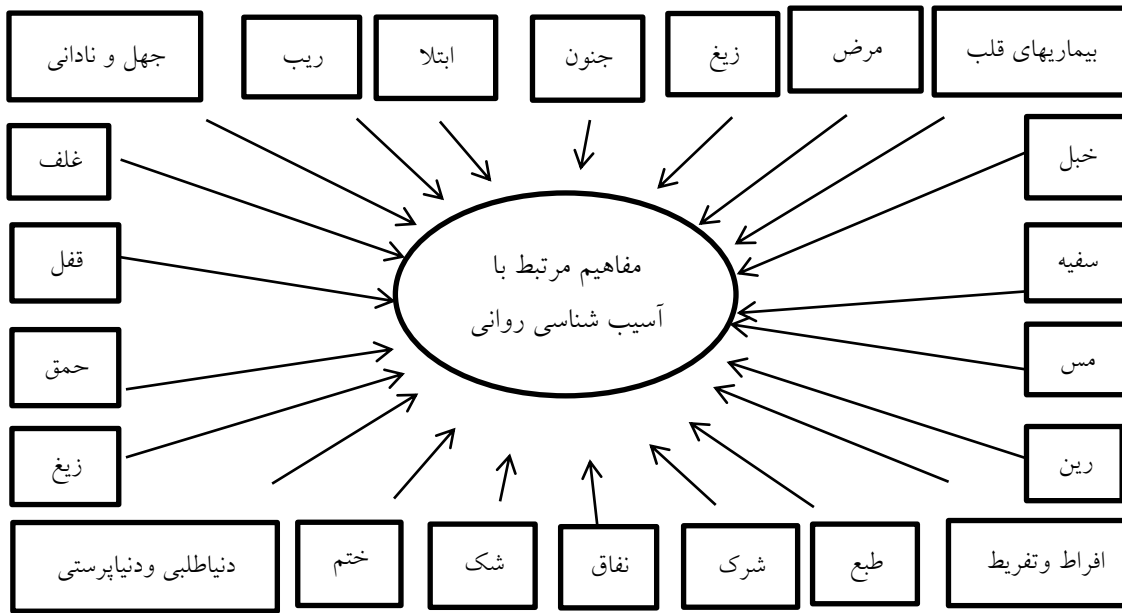 بیماریهای قلب
مرض
زیغ
جنون
ابتلا
ریب
جهل و نادانی
خبل
غلف
سفیه
قفل
مفاهیم مرتبط با
آسیب شناسی روانی
مس
حمق
رین
زیغ
افراط وتفریط
طبع
شرک
نفاق
شک
ختم
دنیاطلبی ودنیاپرستی